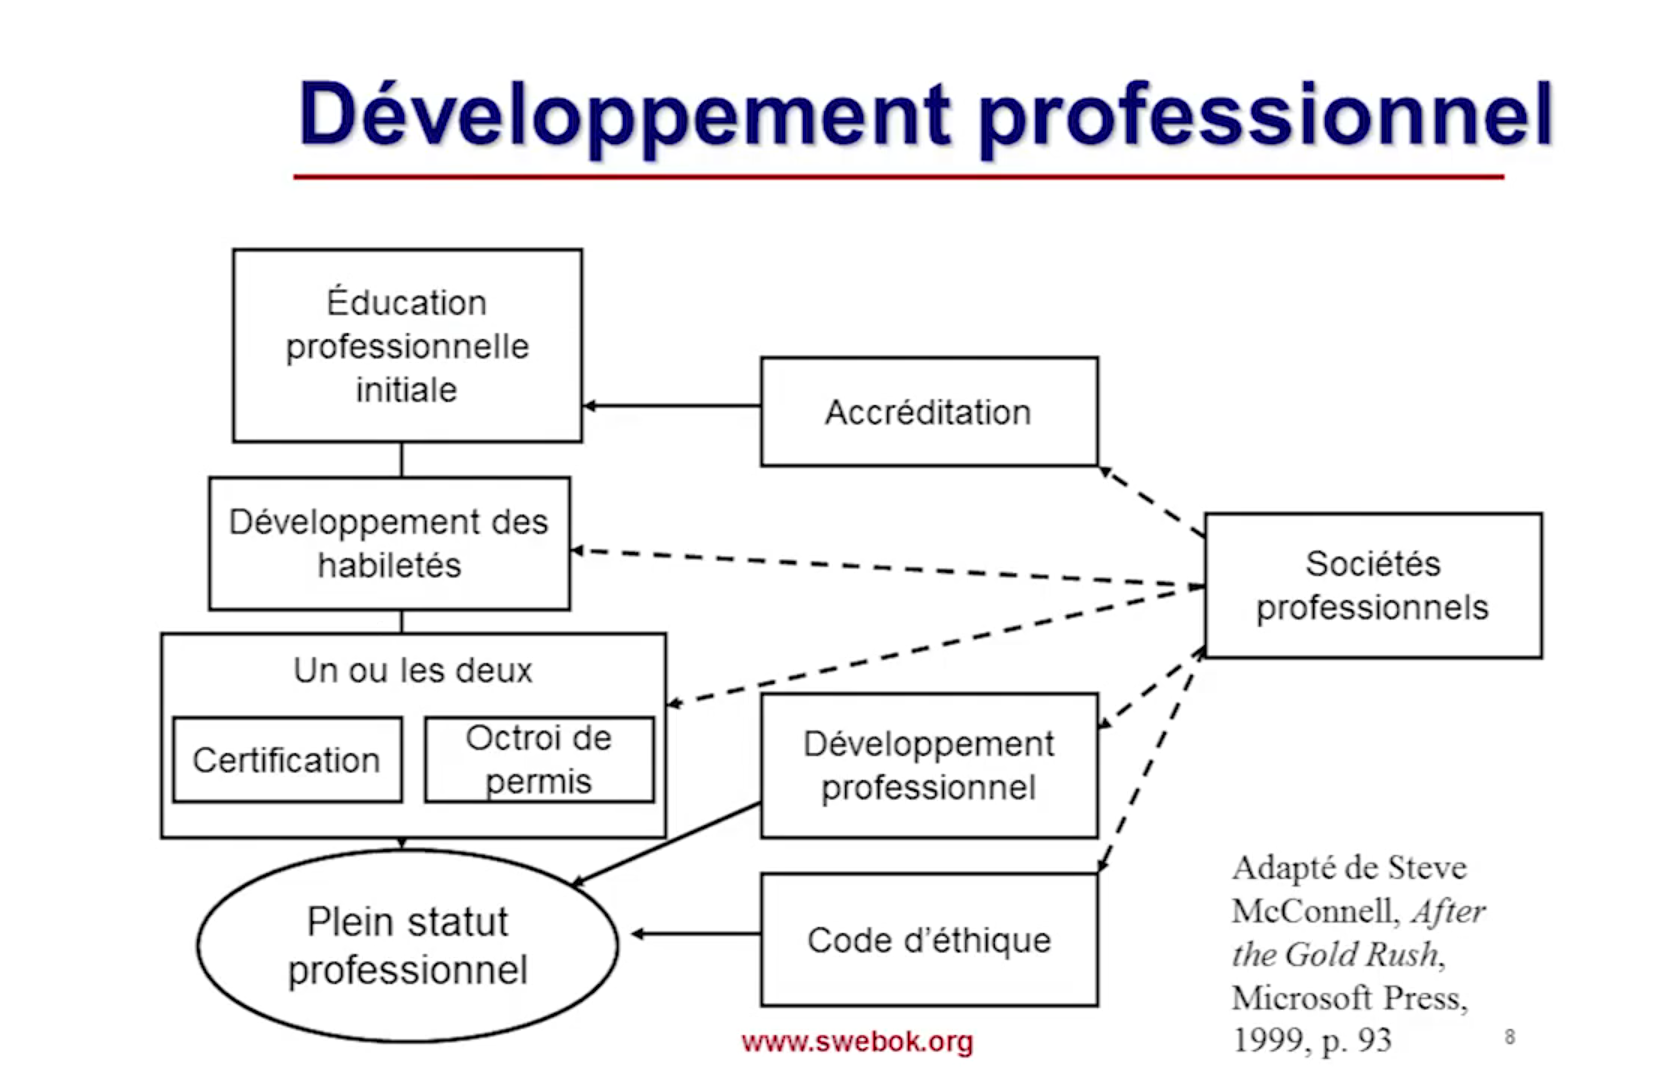 Développement professionnel
Éducation
professionnelle
initiale
Accréditation
Développement des
habiletés
Sociétés
professionnels
Un ou les deux
Certification
Octroi de
permis
Développement
professionnel
Plein statut
professionnel
Code d’éthique
Adapté de Steve
McConnell, After
the Gold Rush,
Microsoft Press,
1999, p. 93
www.swebok.org
8